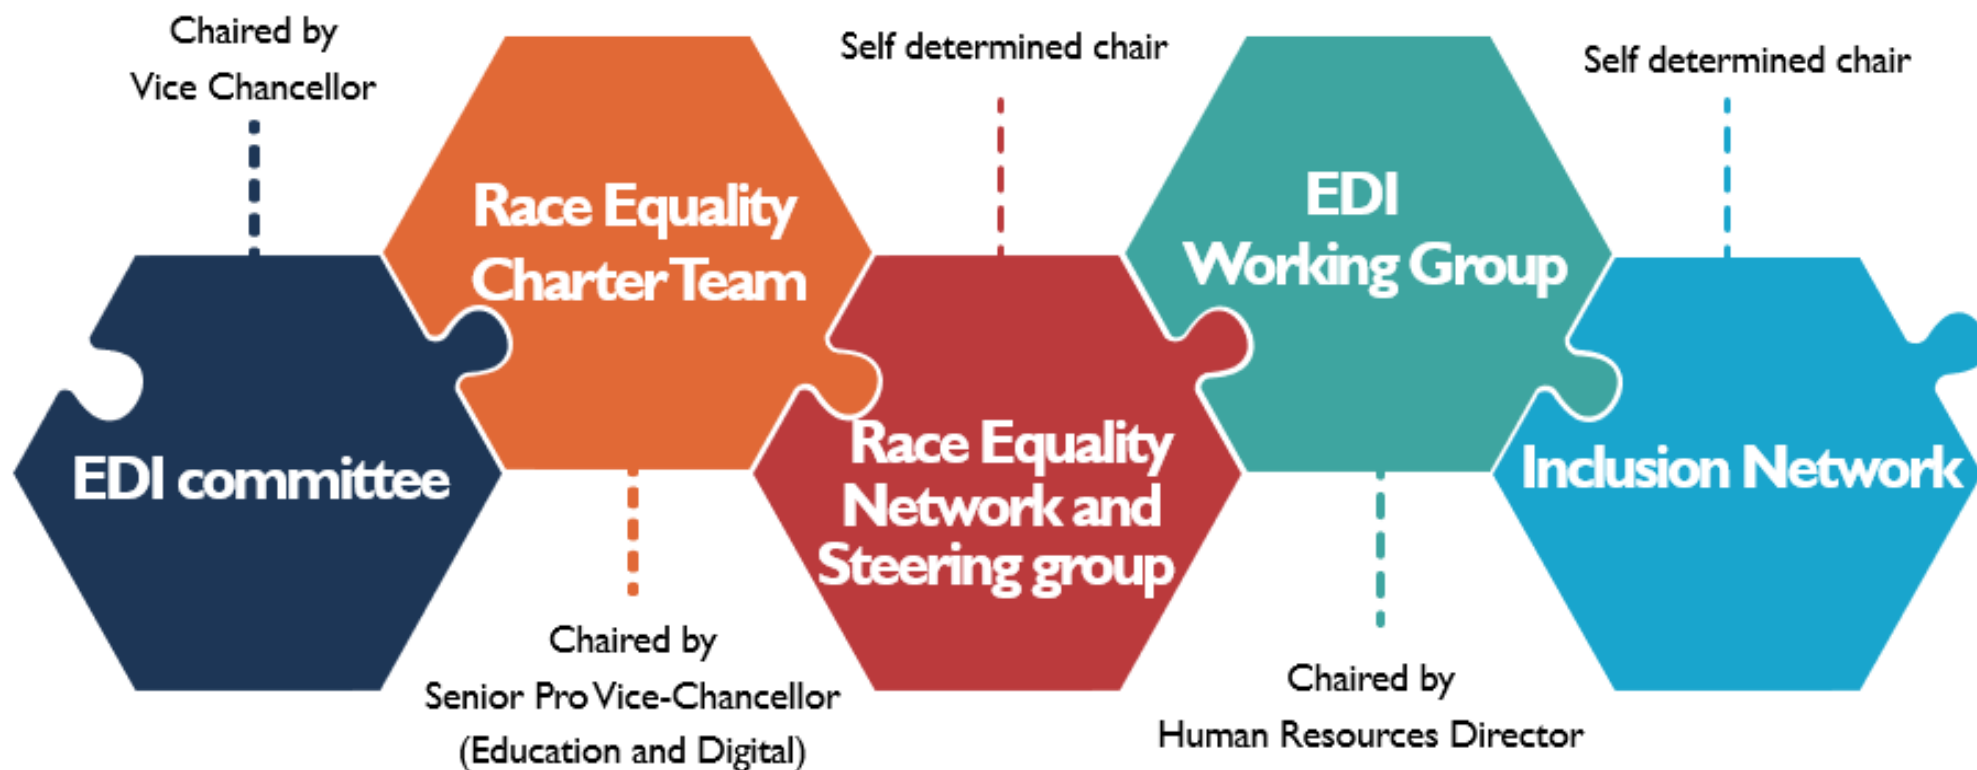 Chaired by
Vice Chancellor
EDI committee
Race Equality
Charter Team
Chaired by
Senior Pro Vice-Chancellor
(Education and Digital)
Self determined chair
Race Equality
Network and
Steering group
EDI
Working Group
Chaired by
Human Resources Director
Self determined chair
Inclusion Network